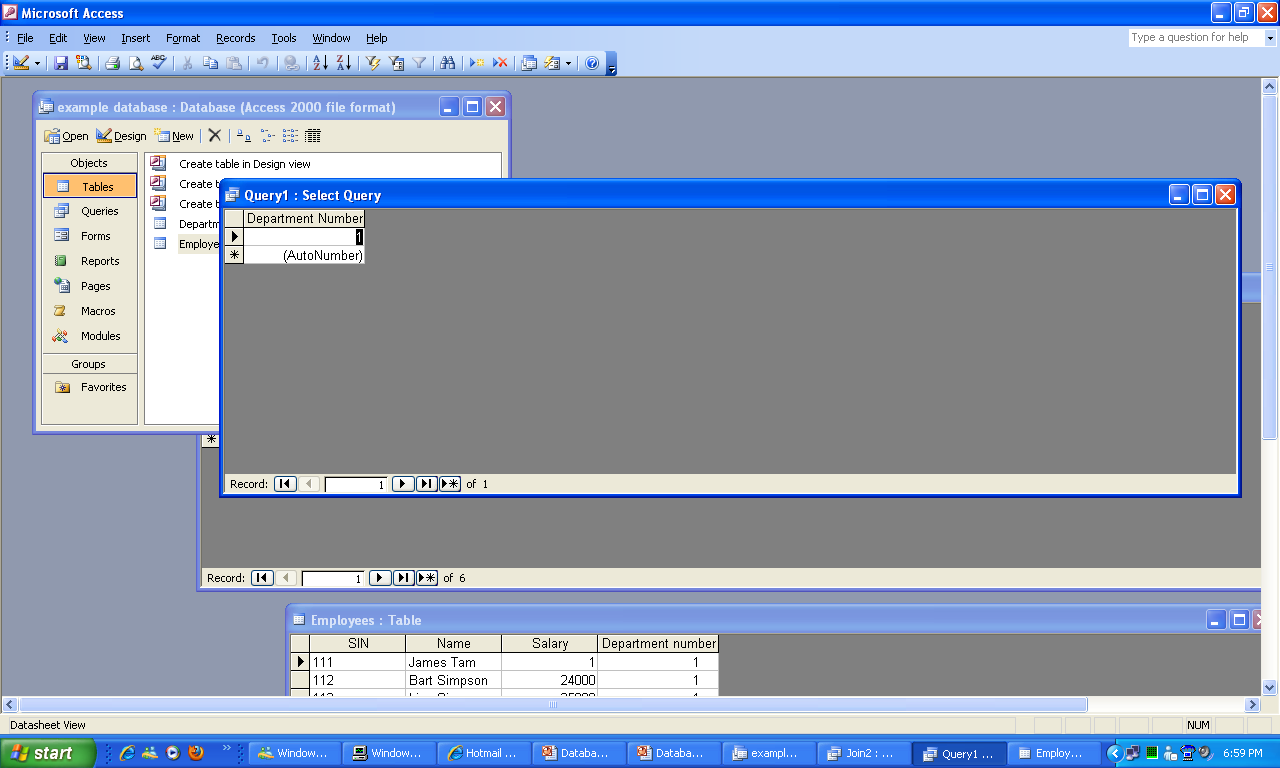 Microsoft Access
File Edit View Insert Format Records Tools Window Help
Type a question for help
example database : Database (Access 2000 file format)
Open Design New
Objects
Tables
Queries
Forms
Reports
Pages
Macros
Modules
Groups
Favorites
Create table in Design view
Create t
Create t
Departm
Employe
Query1 : Select Query
Department Number
1
(AutoNumber)
Record: 1 of 1
Record: 1 of 6
Employees : Table
SIN Name Salary Department number
111 James Tam 1 1
112 Bart Simpson 24000 1
Datasheet View
NUM
start
Window...
Window...
Hotmail ...
Databa...
Databa...
exampl...
Join2 : ...
Query1 ...
Employ...
6:59 PM